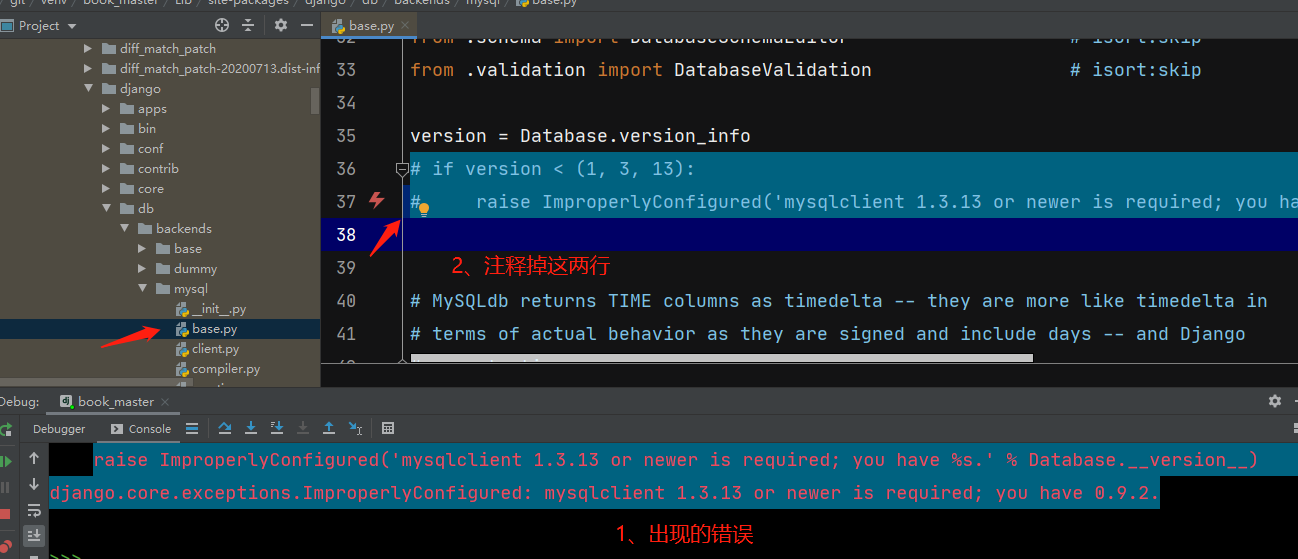 git › venv › book_master › Lib › site-packages › django › db › backends › mysql › base.py
Project
base.py
diff_match_patch
diff_match_patch-20200713.dist-inf
django
apps
bin
conf
contrib
core
db
backends
base
dummy
mysql
__init__.py
base.py
client.py
compiler.py
32 from .schema import DatabaseSchemaEditor # isort:skip
33 from .validation import DatabaseValidation # isort:skip
34
35 version = Database.version_info
36 # if version < (1, 3, 13):
37 #     raise ImproperlyConfigured('mysqlclient 1.3.13 or newer is required; you ha
38
39 2、注释掉这两行
40 # MySQLdb returns TIME columns as timedelta -- they are more like timedelta in
41 # terms of actual behavior as they are signed and include days -- and Django
Debug:
book_master
Debugger
Console
raise ImproperlyConfigured('mysqlclient 1.3.13 or newer is required; you have %s.' % Database.__version__)
django.core.exceptions.ImproperlyConfigured: mysqlclient 1.3.13 or newer is required; you have 0.9.2.
1、出现的错误
>>>